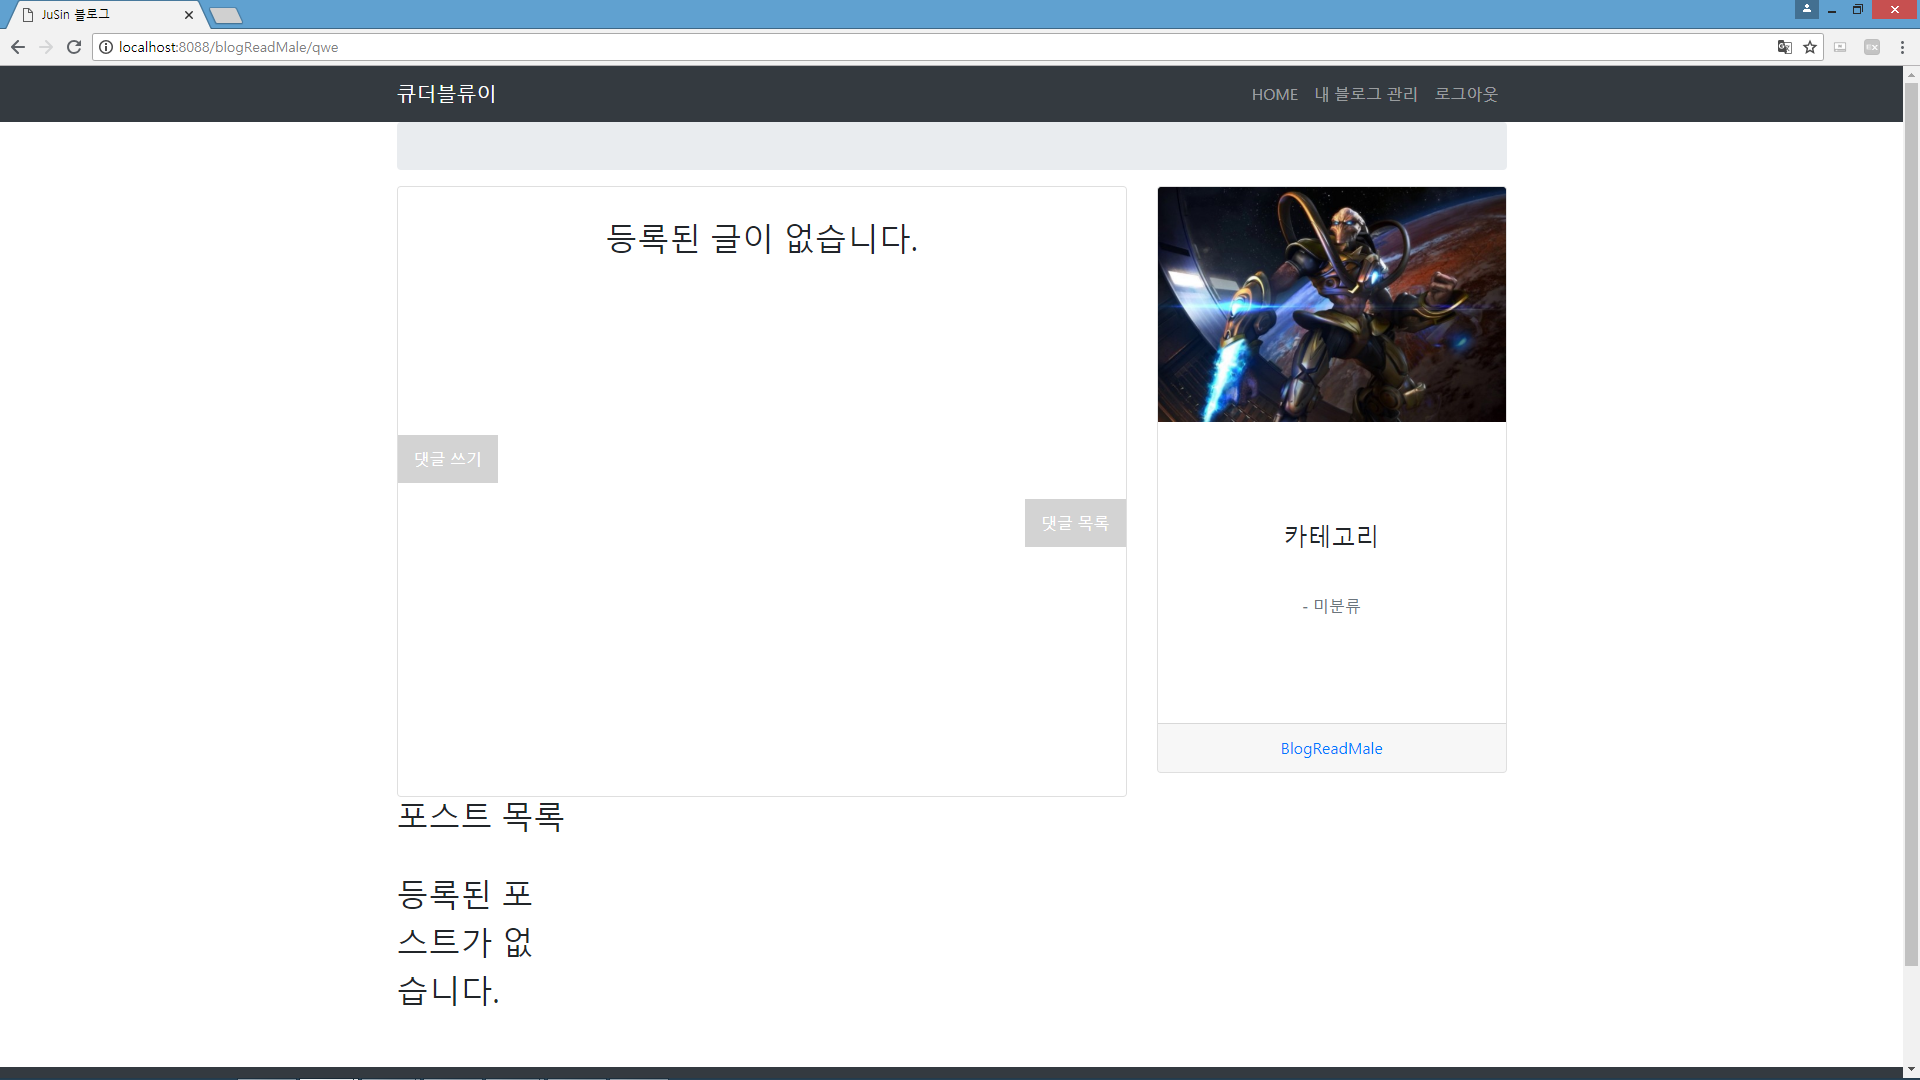 JuSin 블로그
localhost:8088/blogReadMale/qwe
큐더블류이
HOME 내 블로그 관리 로그아웃
등록된 글이 없습니다.
댓글 쓰기
댓글 목록
카테고리
- 미분류
BlogReadMale
포스트 목록
등록된 포
스트가 없
습니다.